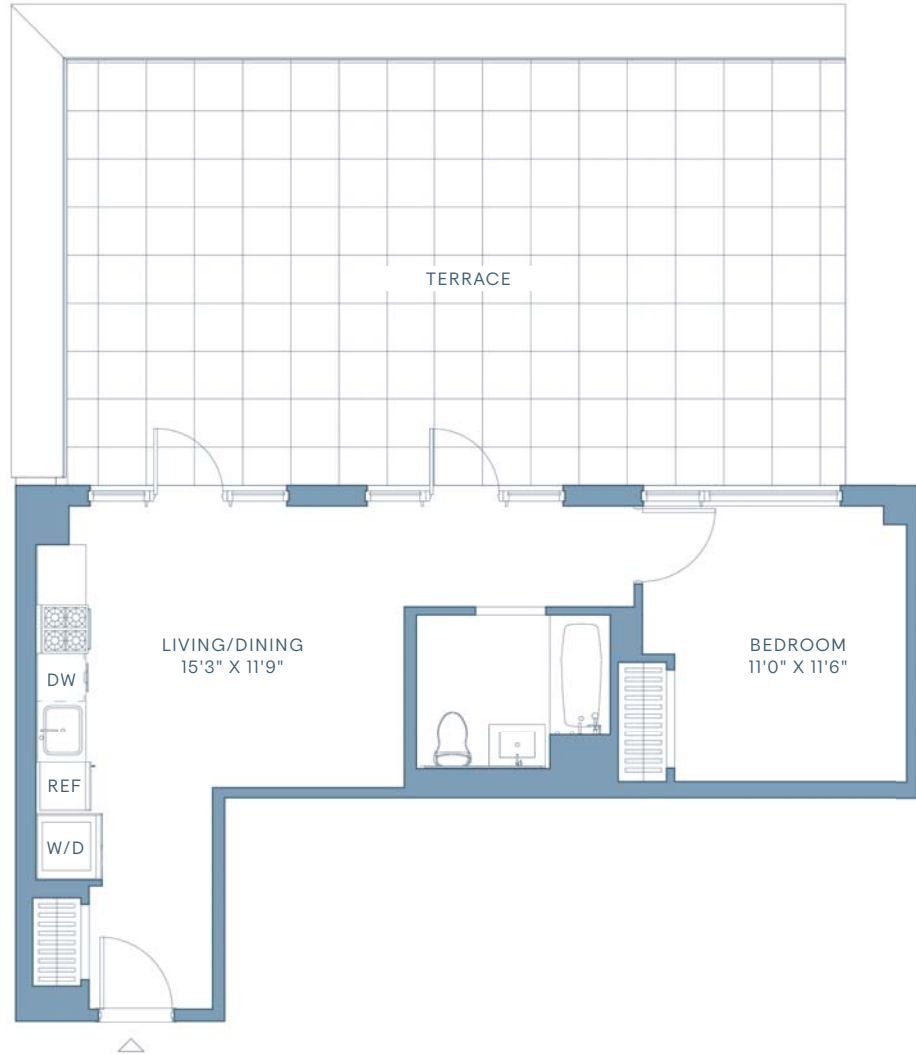 TERRACE
LIVING/DINING
15'3" X 11'9"
BEDROOM
11'0" X 11'6"
DW
REF
W/D